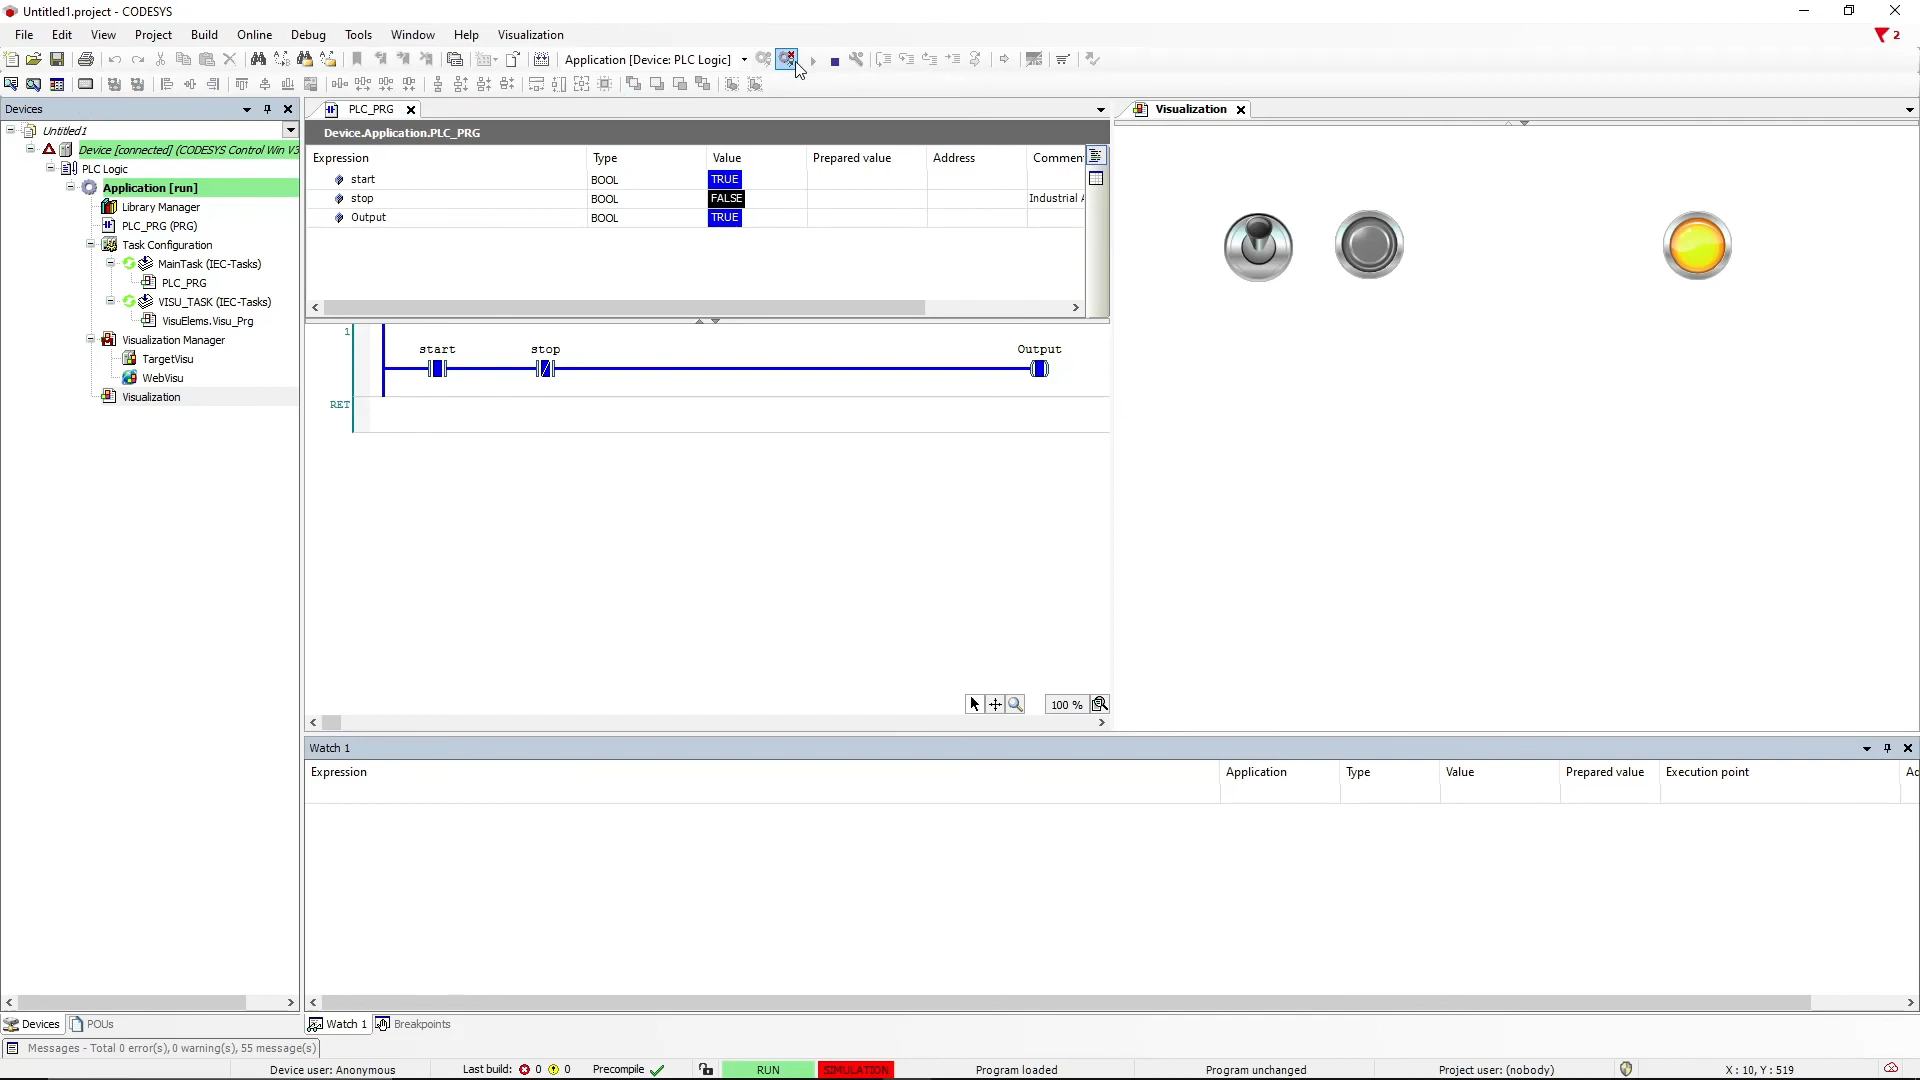 Untitled1.project - CODESYS
File Edit View Project Build Online Debug Tools Window Help Visualization
2
Application [Device: PLC Logic]
Devices
Untitled1
Device [connected] (CODESYS Control Win V3
PLC Logic
Application [run]
Library Manager
PLC_PRG (PRG)
Task Configuration
MainTask (IEC-Tasks)
PLC_PRG
VISU_TASK (IEC-Tasks)
VisuElems.Visu_Prg
Visualization Manager
TargetVisu
WebVisu
Visualization
Devices POUs
PLC_PRG
Device.Application.PLC_PRG
Expression Type Value Prepared value Address Commen
start BOOL TRUE
stop BOOL FALSE Industrial A
Output BOOL TRUE
1
start stop Output
RET
100 %
Visualization
Watch 1
Expression Application Type Value Prepared value Execution point Ad
Watch 1 Breakpoints
Messages - Total 0 error(s), 0 warning(s), 55 message(s)
Device user: Anonymous Last build: 0 0 Precompile RUN SIMULATION Program loaded Program unchanged Project user: (nobody) X : 10, Y : 519